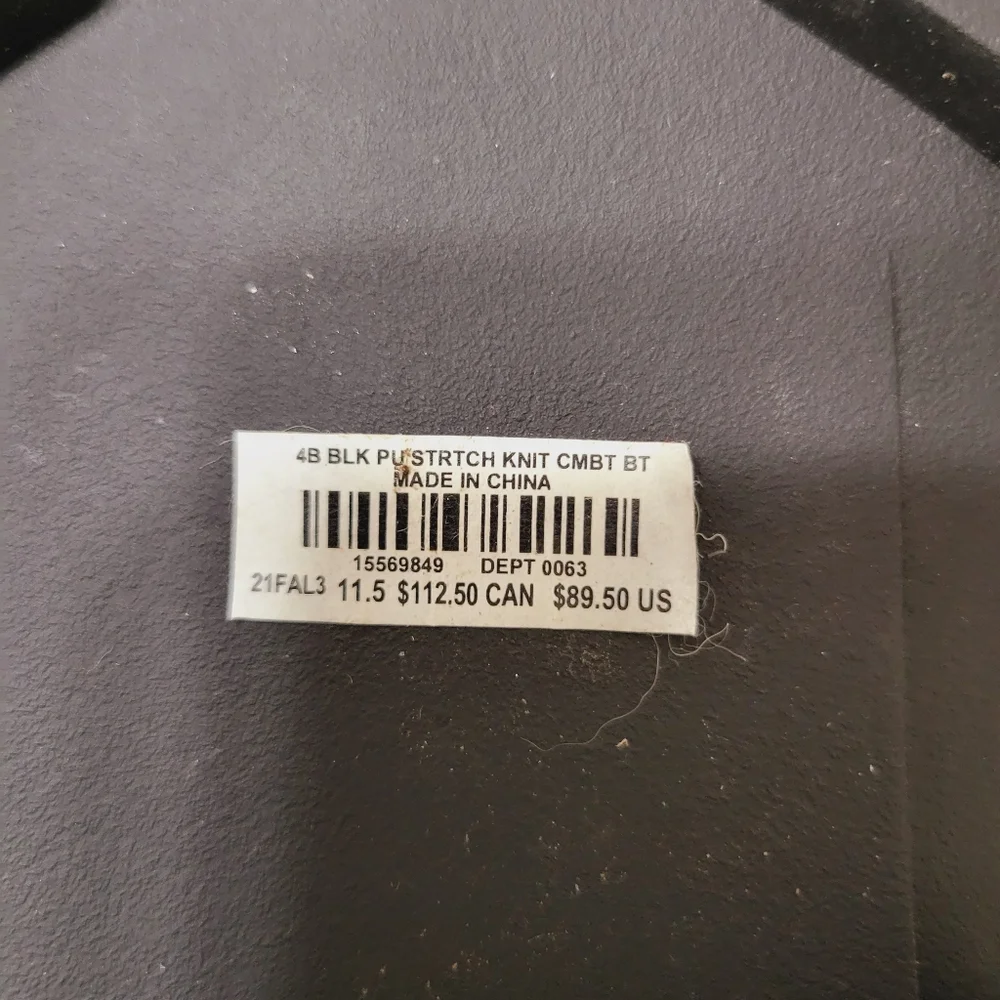 4B BLK PU STRTCH KNIT CMBT BT
MADE IN CHINA
15569849 DEPT 0063
21FAL3 11.5 $112.50 CAN $89.50 US